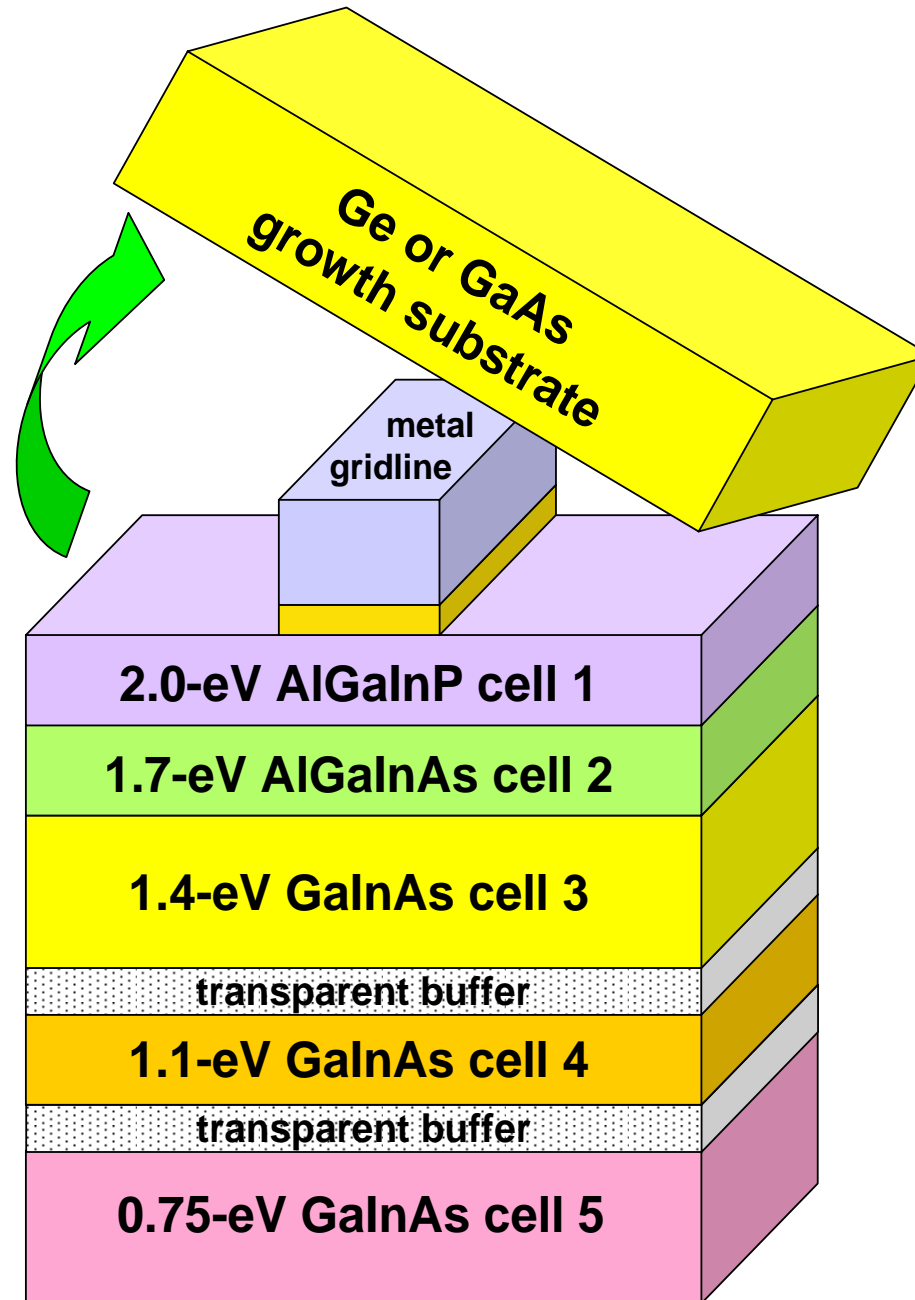 Ge or GaAs
growth substrate
metal
gridline
2.0-eV AlGaInP cell 1
1.7-eV AlGaInAs cell 2
1.4-eV GaInAs cell 3
transparent buffer
1.1-eV GaInAs cell 4
transparent buffer
0.75-eV GaInAs cell 5